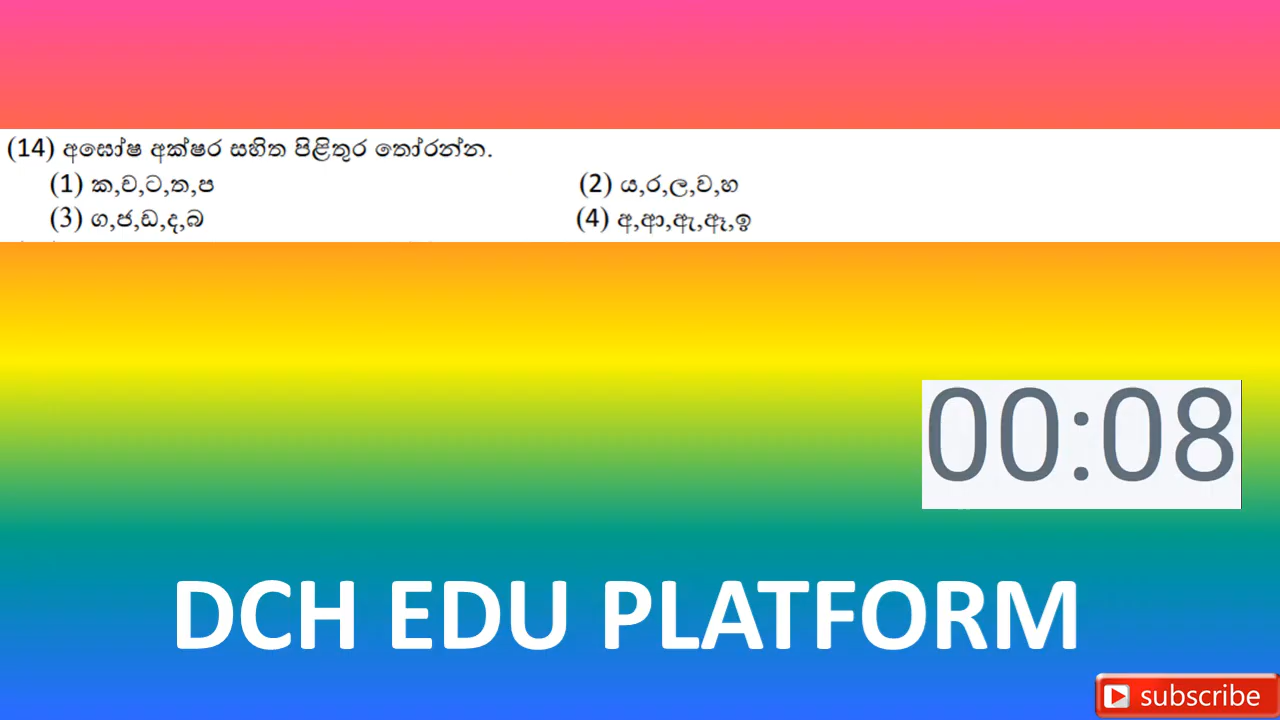 (14) අඝෝෂ අක්ෂර සහිත පිළිතුර තෝරන්න.
(1) ක,ච,ට,ත,ප (2) ය,ර,ල,ව,හ
(3) ග,ජ,ඩ,ද,බ (4) අ,ආ,ඇ,ඈ,ඉ
00:08
DCH EDU PLATFORM
subscribe